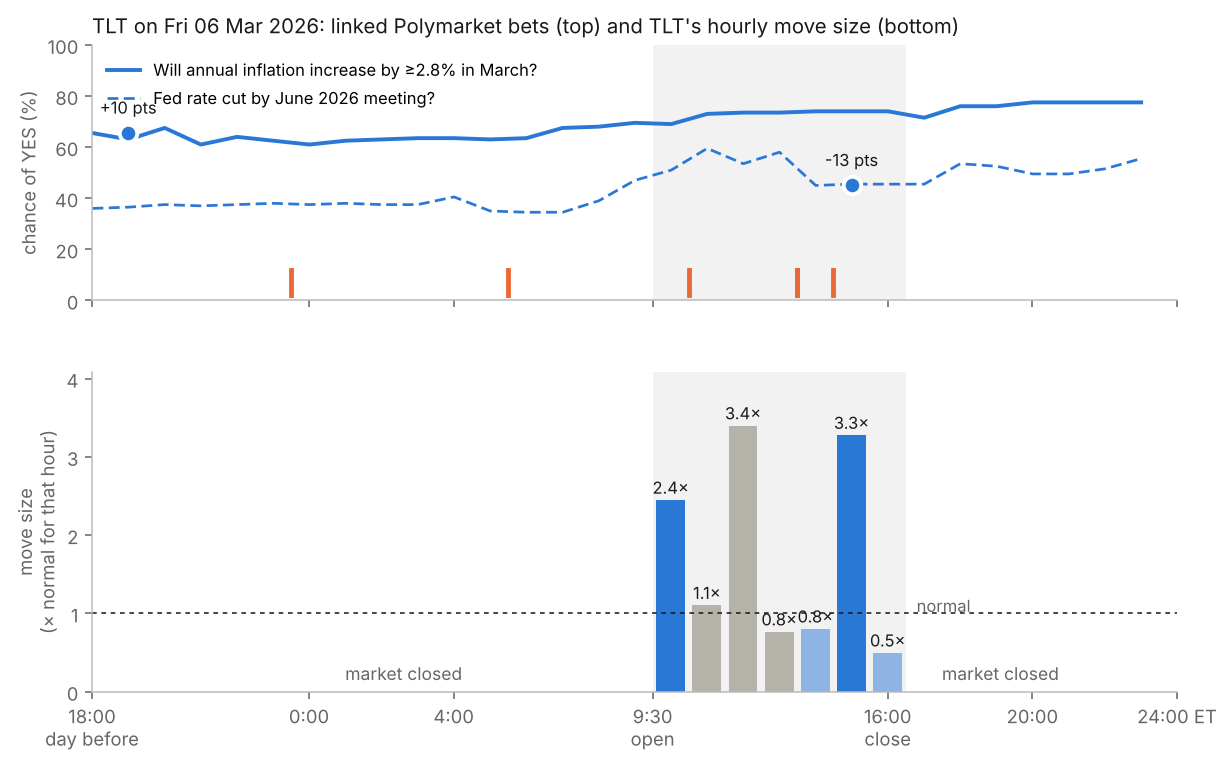 TLT on Fri 06 Mar 2026: linked Polymarket bets (top) and TLT's hourly move size (bottom)
100
80
60
40
20
0
chance of YES (%)
Will annual inflation increase by ≥2.8% in March?
Fed rate cut by June 2026 meeting?
+10 pts
-13 pts
4
3
2
1
0
move size
(× normal for that hour)
2.4×
1.1×
3.4×
0.8×
0.8×
3.3×
0.5×
normal
market closed
market closed
18:00
day before
0:00
4:00
9:30
open
16:00
close
20:00
24:00 ET